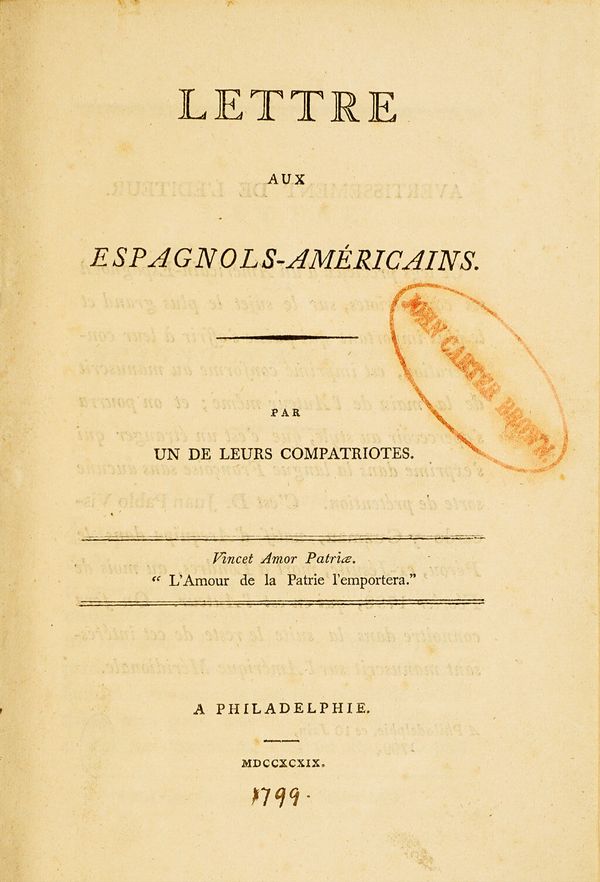 LETTRE
AUX
ESPAGNOLS-AMÉRICAINS.
JOHN CARTER BROWN.
PAR
UN DE LEURS COMPATRIOTES.
Vincet Amor Patriæ.
“ L’Amour de la Patrie l’emportera.”
A PHILADELPHIE.
MDCCXCIX.
1799.